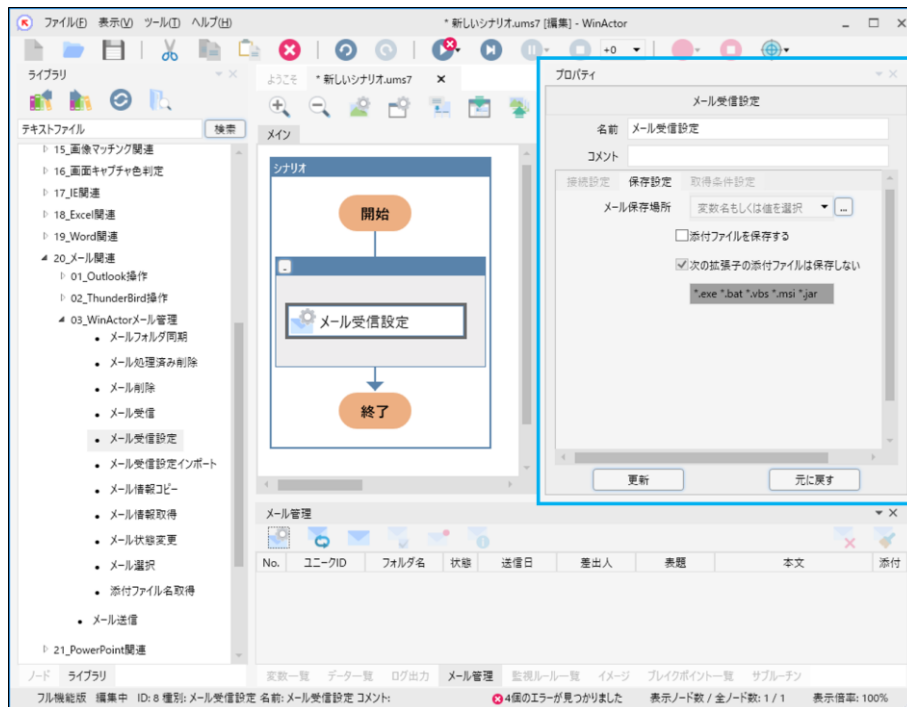 ファイル(F) 表示(V) ツール(T) ヘルプ(H)
* 新しいシナリオ.ums7 [編集] - WinActor
+0
ライブラリ
テキストファイル 検索
15_画像マッチング関連
16_画面キャプチャ色判定
17_IE関連
18_Excel関連
19_Word関連
20_メール関連
01_Outlook操作
02_ThunderBird操作
03_WinActorメール管理
メールフォルダ同期
メール処理済み削除
メール削除
メール受信
メール受信設定
メール受信設定インポート
メール情報コピー
メール情報取得
メール状態変更
メール選択
添付ファイル名取得
メール送信
21_PowerPoint関連
ノード ライブラリ
ようこそ * 新しいシナリオ.ums7
メイン
シナリオ
開始
メール受信設定
終了
プロパティ
メール受信設定
名前 メール受信設定
コメント
接続設定 保存設定 取得条件設定
メール保存場所 変数名もしくは値を選択 ...
添付ファイルを保存する
次の拡張子の添付ファイルは保存しない
*.exe *.bat *.vbs *.msi *.jar
更新 元に戻す
メール管理
No. ユニークID フォルダ名 状態 送信日 差出人 表題 本文 添付
変数一覧 データ一覧 ログ出力 メール管理 監視ルール一覧 イメージ ブレイクポイント一覧 サブルーチン
フル機能版 編集中 ID: 8 種別: メール受信設定 名前: メール受信設定 コメント: 4個のエラーが見つかりました 表示ノード数 / 全ノード数: 1 / 1 表示倍率: 100%